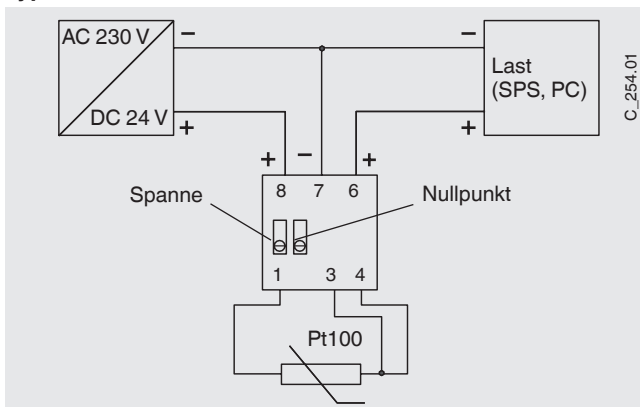 AC 230 V
DC 24 V
–
+
–
+
Last
(SPS, PC)
C_254.01
+
–
+
8 7 6
Spanne
Nullpunkt
1 3 4
Pt100